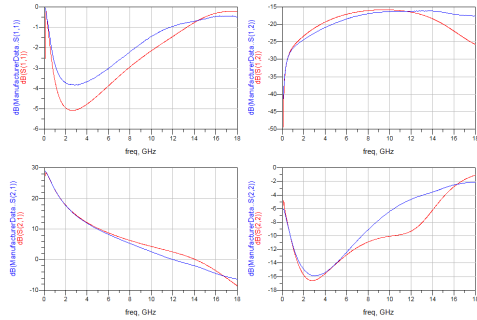 0
-1
-2
-3
-4
-5
-6
dB(ManufacturerData..S(1,1))
dB(S(1,1))
0 2 4 6 8 10 12 14 16 18
freq, GHz
-15
-20
-25
-30
-35
-40
-45
-50
dB(ManufacturerData..S(1,2))
dB(S(1,2))
0 2 4 6 8 10 12 14 16 18
freq, GHz
30
20
10
0
-10
dB(ManufacturerData..S(2,1))
dB(S(2,1))
0 2 4 6 8 10 12 14 16 18
freq, GHz
0
-2
-4
-6
-8
-10
-12
-14
-16
-18
dB(ManufacturerData..S(2,2))
dB(S(2,2))
0 2 4 6 8 10 12 14 16 18
freq, GHz